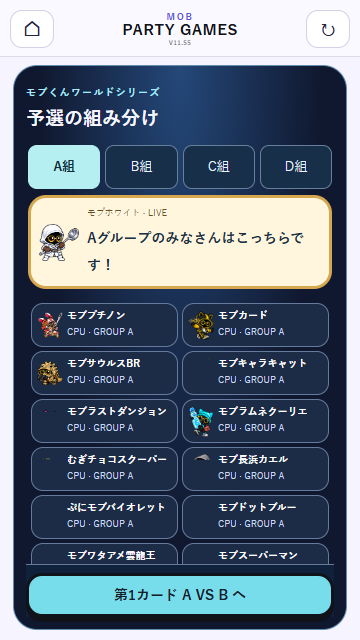 MOB
PARTY GAMES
V11.55
モブくんワールドシリーズ
予選の組み分け
A組
B組
C組
D組
モブホワイト · LIVE
Aグループのみなさんはこっちらで
す！
モブプチノン
CPU · GROUP A
モブカード
CPU · GROUP A
モブサウルスBR
CPU · GROUP A
モブキャラキャット
CPU · GROUP A
モブラストダンジョン
CPU · GROUP A
モブラムネクーリエ
CPU · GROUP A
むぎチョコスクーパー
CPU · GROUP A
モブ長浜カエル
CPU · GROUP A
ぷにモブバイオレット
CPU · GROUP A
モブドットブルー
CPU · GROUP A
モブワタアメ雲龍王
モブスーパーマン
第1カード A VS B へ